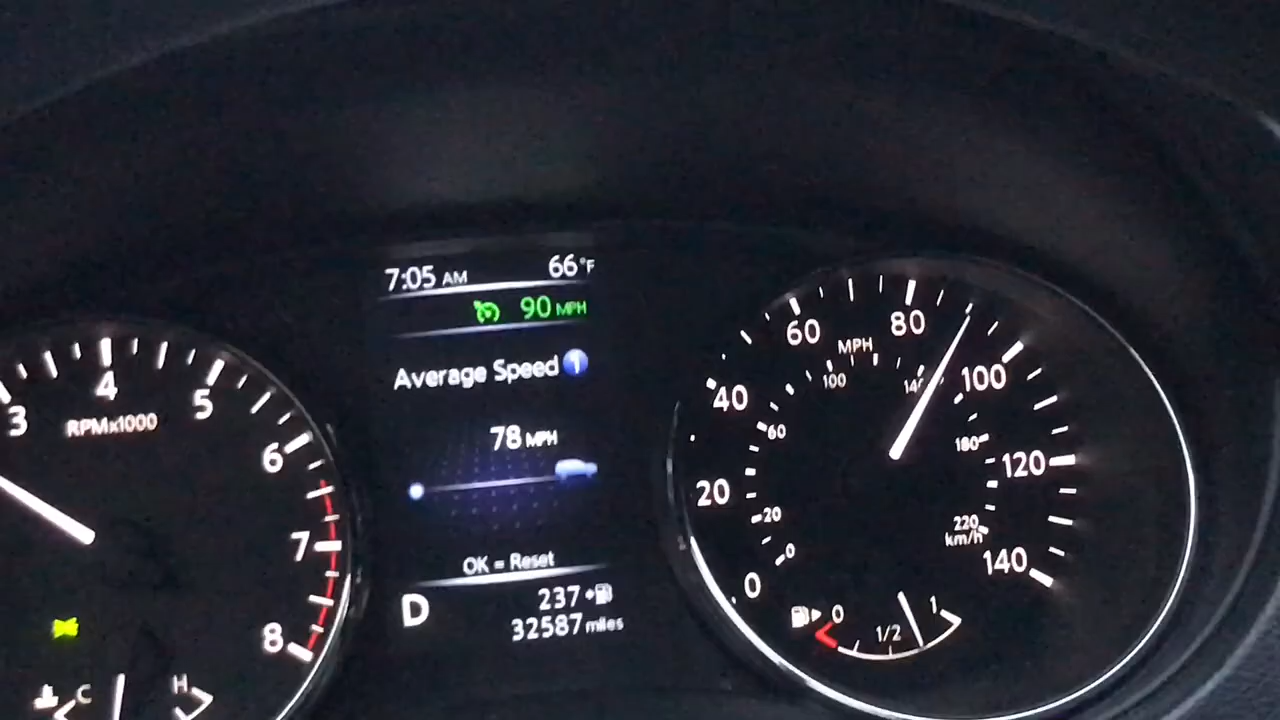 7:05 AM 66°F
90 MPH
Average Speed 1
78 MPH
OK = Reset
D 237
32587 miles
3 4 5 6 7 8
RPMx1000
C H
0 20 40 60 80 100 120 140
MPH
0 20 60 100 140 180 220
km/h
0 1/2 1